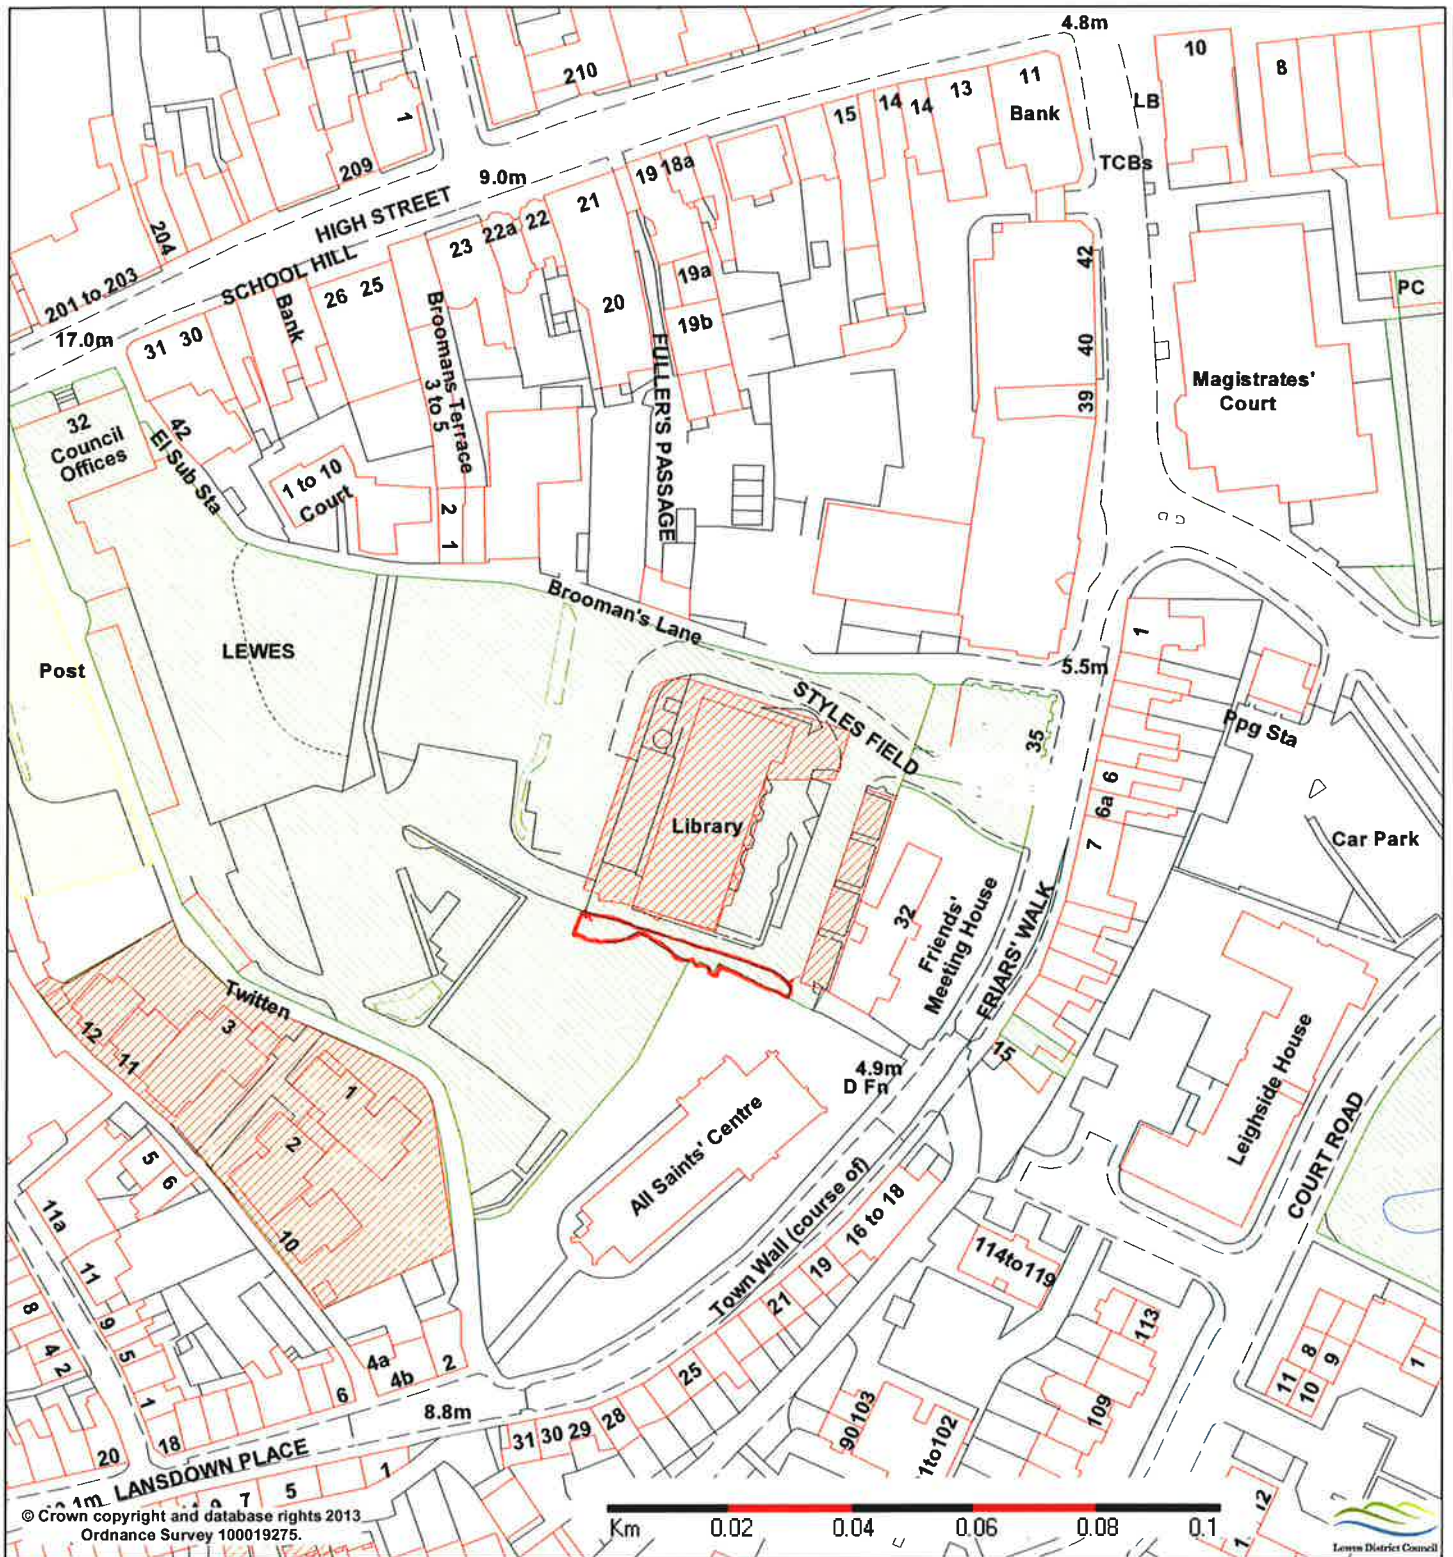 4.8m
210
10
8
11
Bank
13
14
14
15
LB
TCBs
1
209
9.0m
19
18a
HIGH STREET
SCHOOL HILL
204
201 to 203
17.0m
21
22
22a
23
26
25
Bank
31
30
20
19a
19b
42
40
39
PC
Magistrates'
Court
Broomans Terrace
3 to 5
FULLER'S PASSAGE
32
Council
Offices
42
El Sub Sta
1 to 10
Court
2
1
Brooman's Lane
LEWES
Post
STYLES FIELD
35
5.5m
1
Ppg Sta
6
6a
7
Library
Car Park
32
Friends'
Meeting House
FRIARS' WALK
15
4.9m
D Fn
Twitten
12
11
3
1
2
10
Leighside House
COURT ROAD
All Saints' Centre
Town Wall (course of)
16 to 18
19
21
25
5
6
11a
11
9
5
1
8
4
2
4a
4b
2
6
8.8m
114to119
113
109
103
90
1to102
8
9
11
10
1
31
30
29
28
20
18
LANSDOWN PLACE
7
5
1
© Crown copyright and database rights 2013
Ordnance Survey 100019275.
Km 0.02 0.04 0.06 0.08 0.1
Lewes District Council